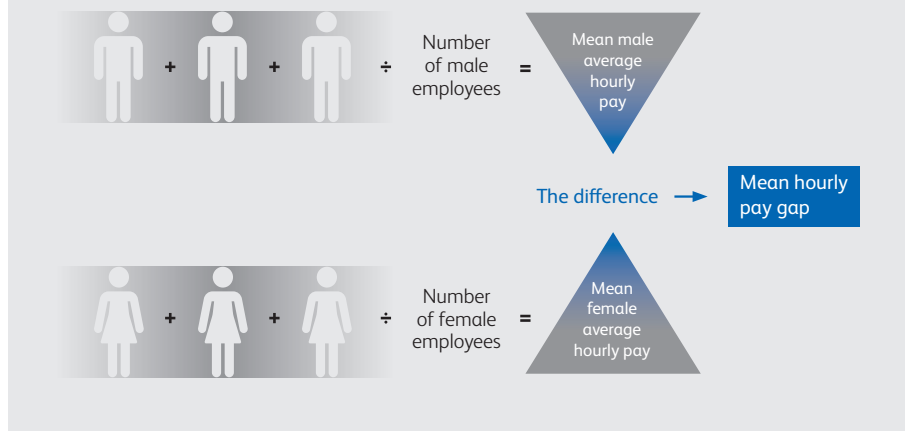 Number
of male
employees
Mean male
average
hourly
pay
+
+
÷
=
The difference
Mean hourly
pay gap
Number
of female
employees
Mean
female
average
hourly pay
+
+
÷
=